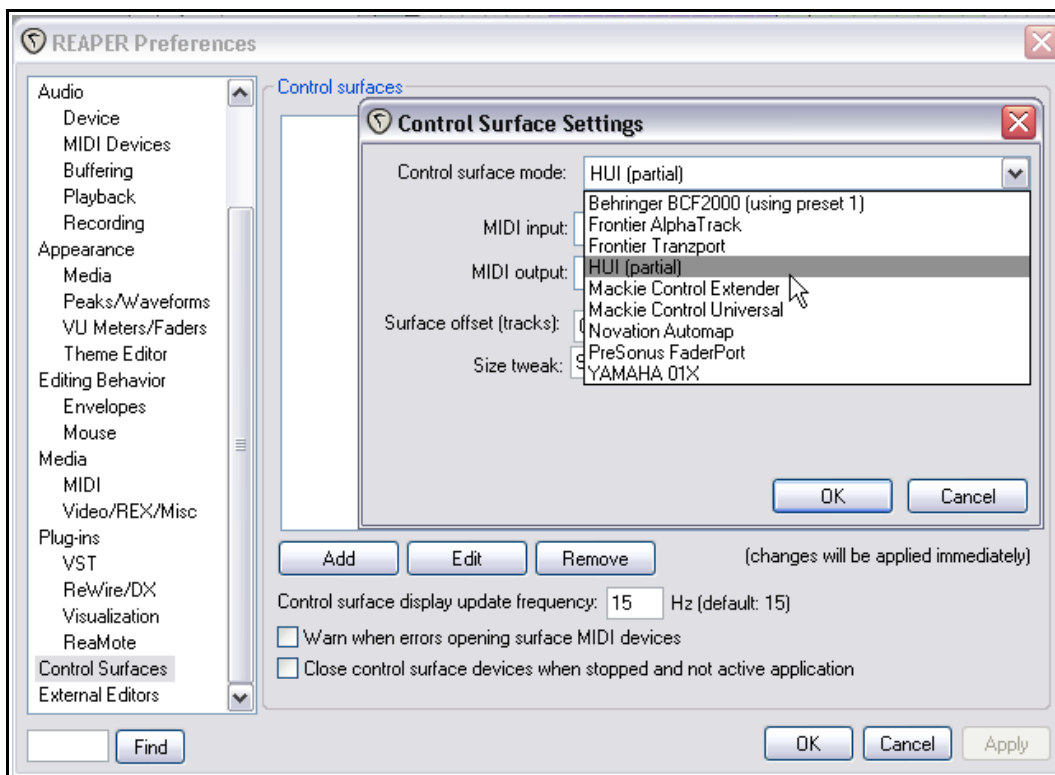 REAPER Preferences
Audio
Device
MIDI Devices
Buffering
Playback
Recording
Appearance
Media
Peaks/Waveforms
VU Meters/Faders
Theme Editor
Editing Behavior
Envelopes
Mouse
Media
MIDI
Video/REX/Misc
Plug-ins
VST
ReWire/DX
Visualization
ReaMote
Control Surfaces
External Editors
Find
Control surfaces
Control Surface Settings
Control surface mode: HUI (partial)
Behringer BCF2000 (using preset 1)
Frontier AlphaTrack
Frontier Tranzport
HUI (partial)
Mackie Control Extender
Mackie Control Universal
Novation Automap
PreSonus FaderPort
YAMAHA 01X
MIDI input:
MIDI output:
Surface offset (tracks):
Size tweak:
OK Cancel
Add Edit Remove (changes will be applied immediately)
Control surface display update frequency: 15 Hz (default: 15)
Warn when errors opening surface MIDI devices
Close control surface devices when stopped and not active application
OK Cancel Apply